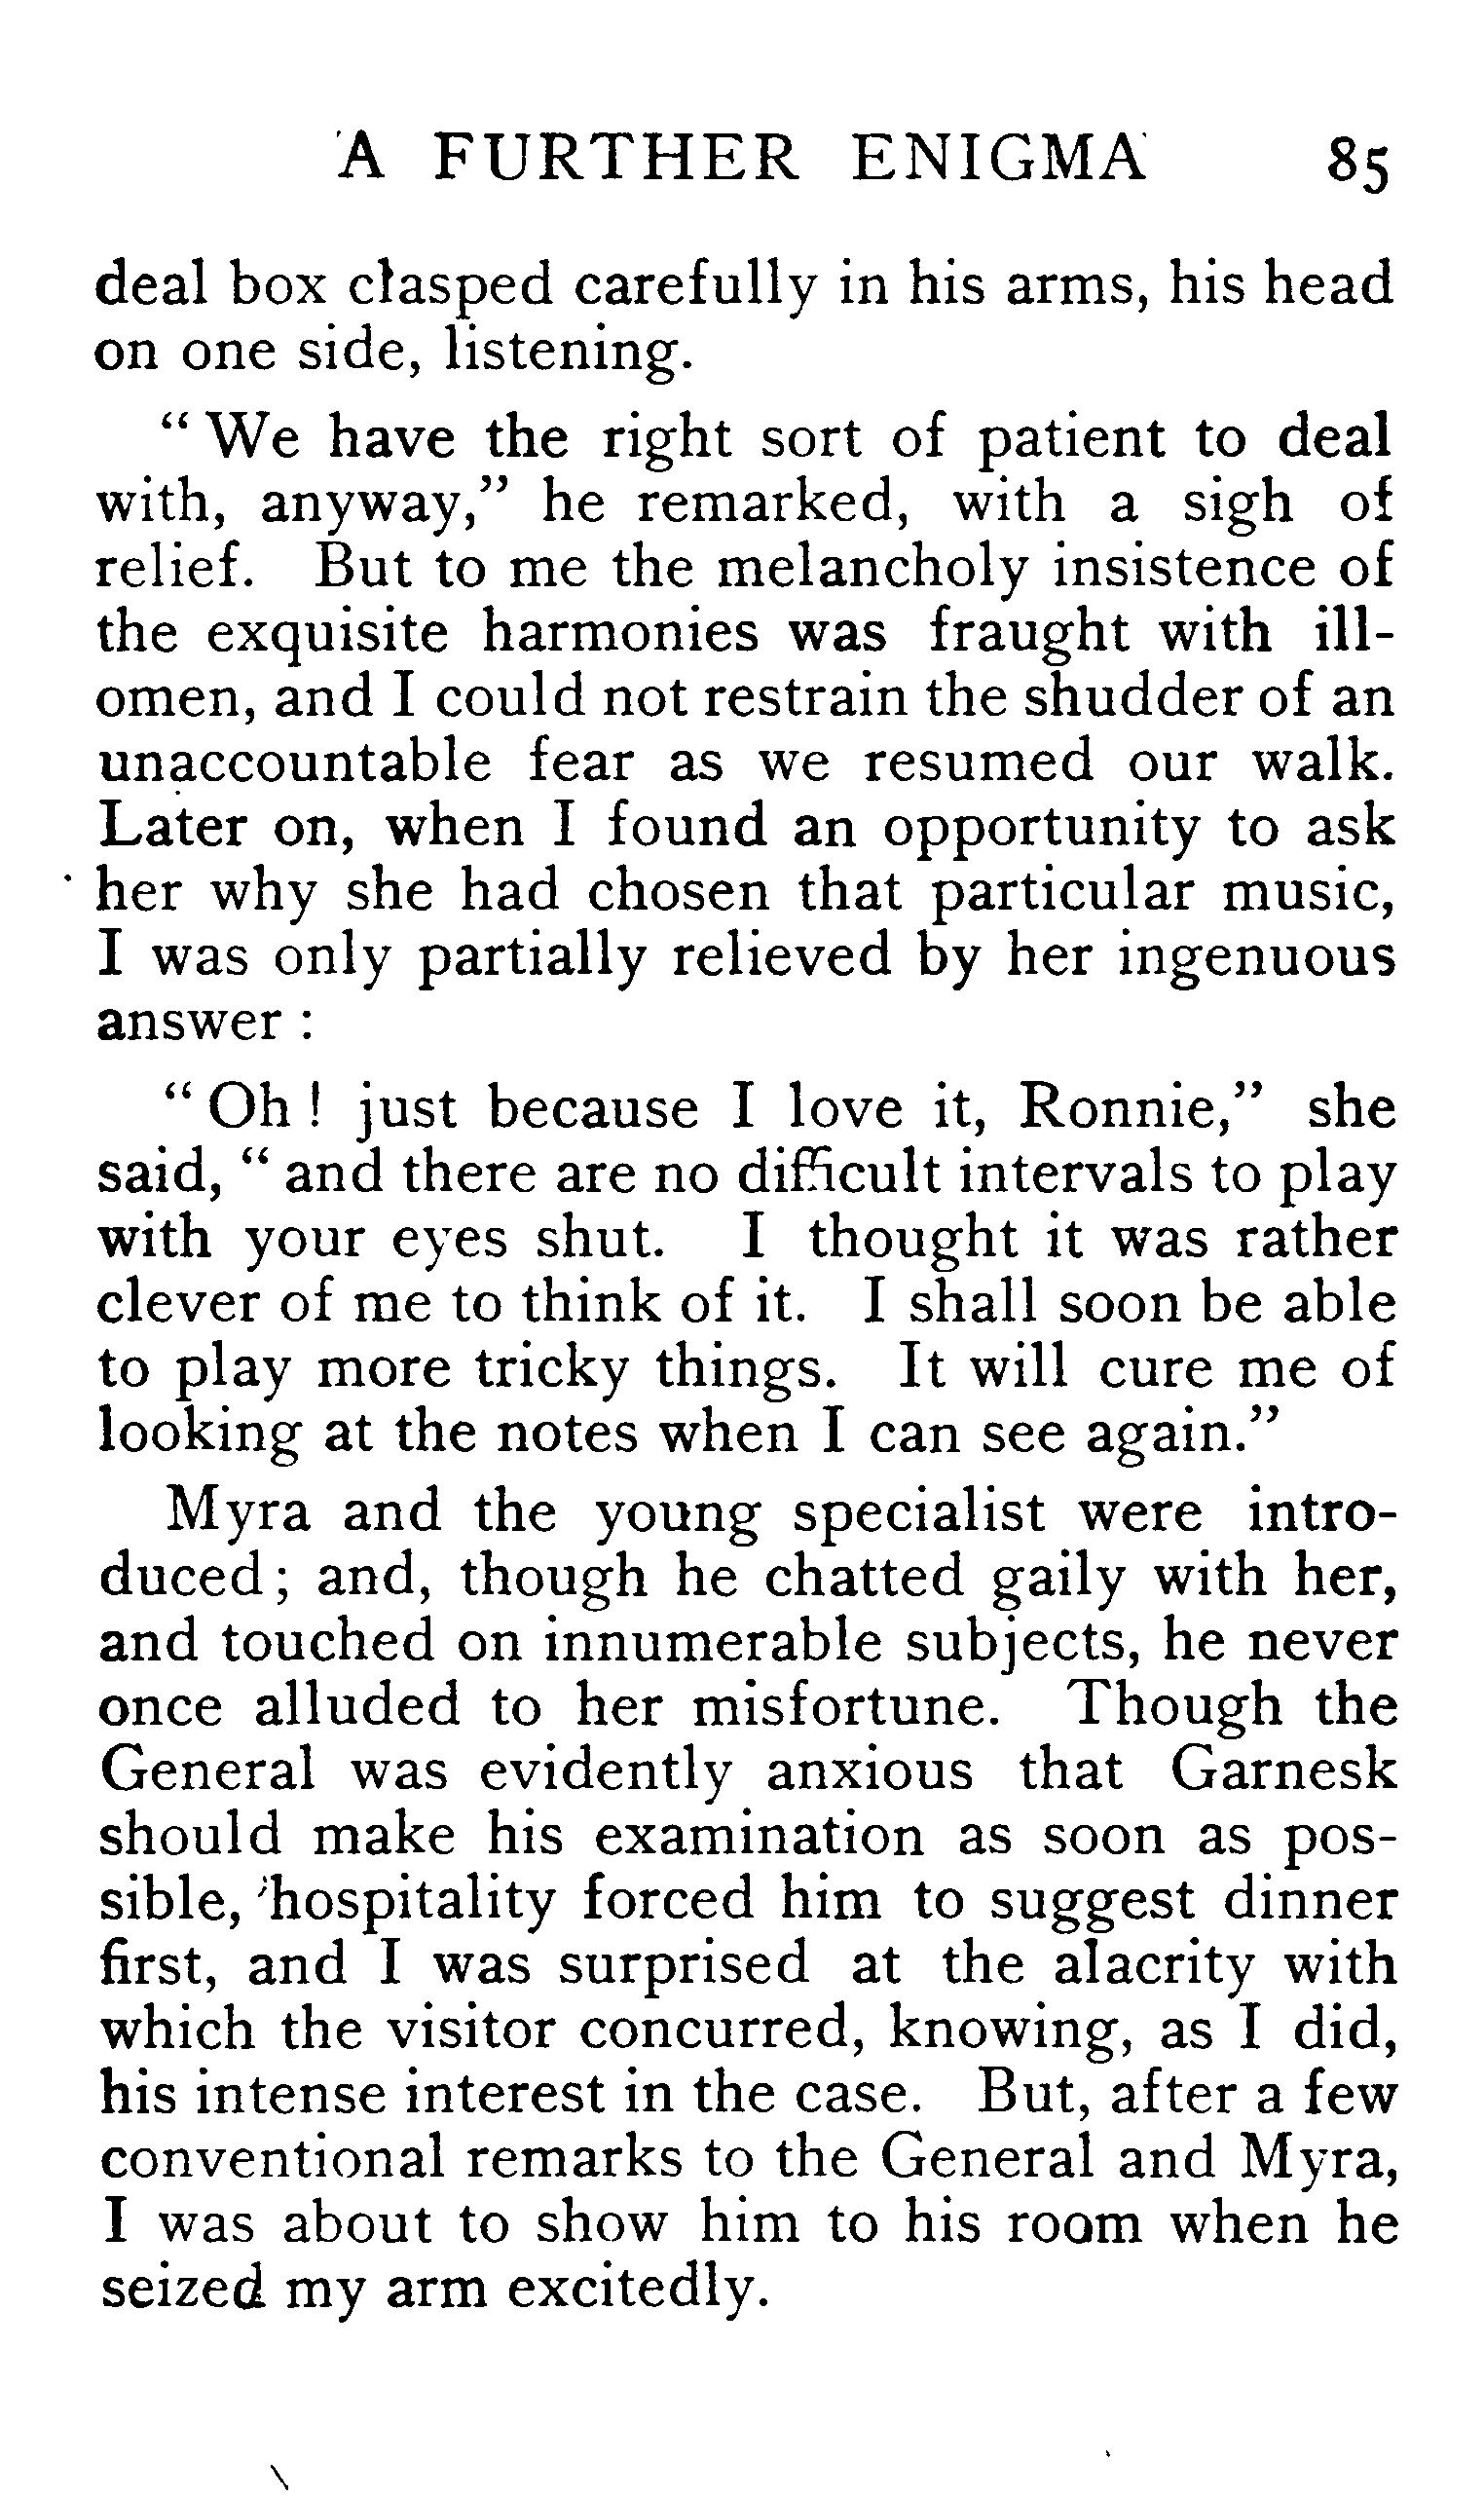 A FURTHER ENIGMA 85
deal box clasped carefully in his arms, his head
on one side, listening.
“ We have the right sort of patient to deal
with, anyway,” he remarked, with a sigh of
relief. But to me the melancholy insistence of
the exquisite harmonies was fraught with ill-
omen, and I could not restrain the shudder of an
unaccountable fear as we resumed our walk.
Later on, when I found an opportunity to ask
her why she had chosen that particular music,
I was only partially relieved by her ingenuous
answer :
“ Oh ! just because I love it, Ronnie,” she
said, “ and there are no difficult intervals to play
with your eyes shut. I thought it was rather
clever of me to think of it. I shall soon be able
to play more tricky things. It will cure me of
looking at the notes when I can see again.”
Myra and the young specialist were intro-
duced ; and, though he chatted gaily with her,
and touched on innumerable subjects, he never
once alluded to her misfortune. Though the
General was evidently anxious that Garnesk
should make his examination as soon as pos-
sible, hospitality forced him to suggest dinner
first, and I was surprised at the alacrity with
which the visitor concurred, knowing, as I did,
his intense interest in the case. But, after a few
conventional remarks to the General and Myra,
I was about to show him to his room when he
seized my arm excitedly.